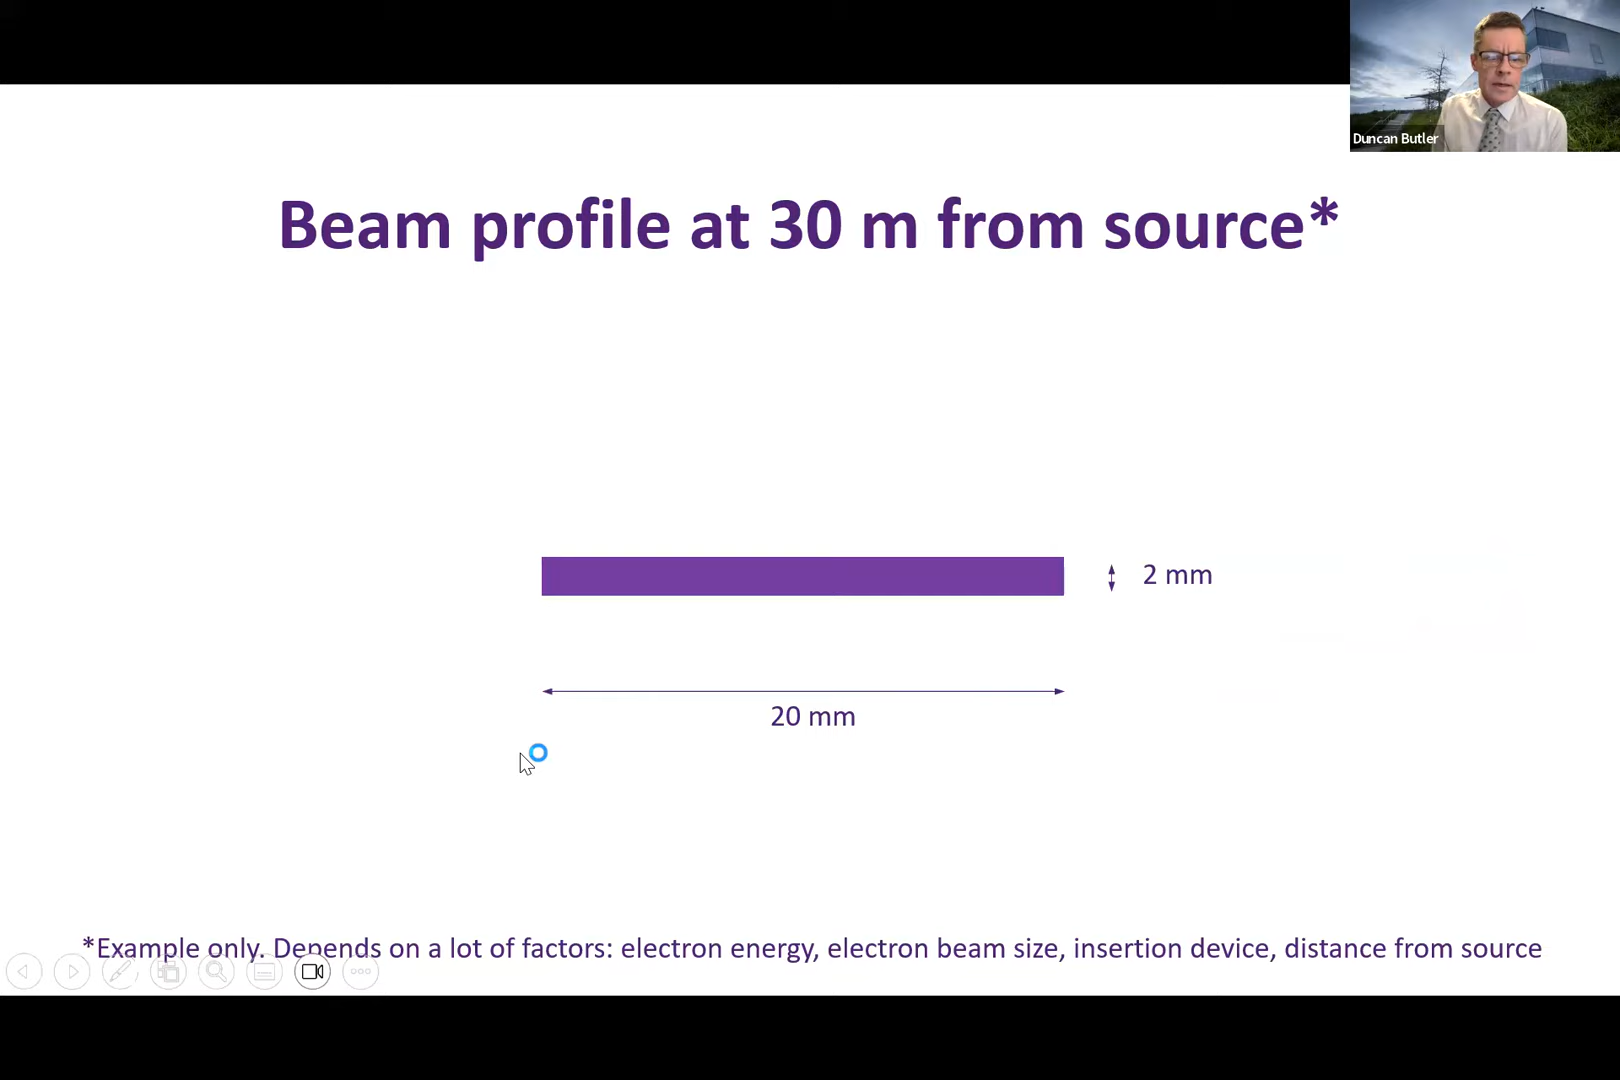 Duncan Butler
Beam profile at 30 m from source*
2 mm
20 mm
*Example only. Depends on a lot of factors: electron energy, electron beam size, insertion device, distance from source